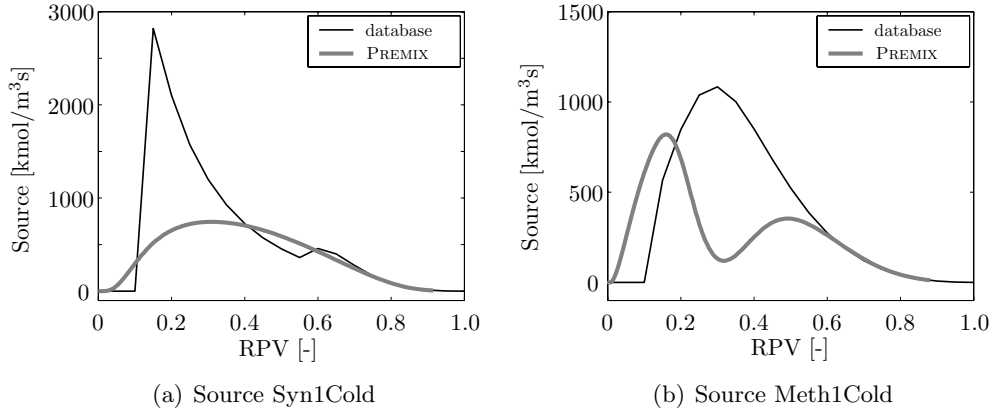 3000
2000
1000
0
Source [kmol/m³s]
database
PREMIX
0 0.2 0.4 0.6 0.8 1.0
RPV [-]
(a) Source Syn1Cold
1500
1000
500
0
Source [kmol/m³s]
database
PREMIX
0 0.2 0.4 0.6 0.8 1.0
RPV [-]
(b) Source Meth1Cold